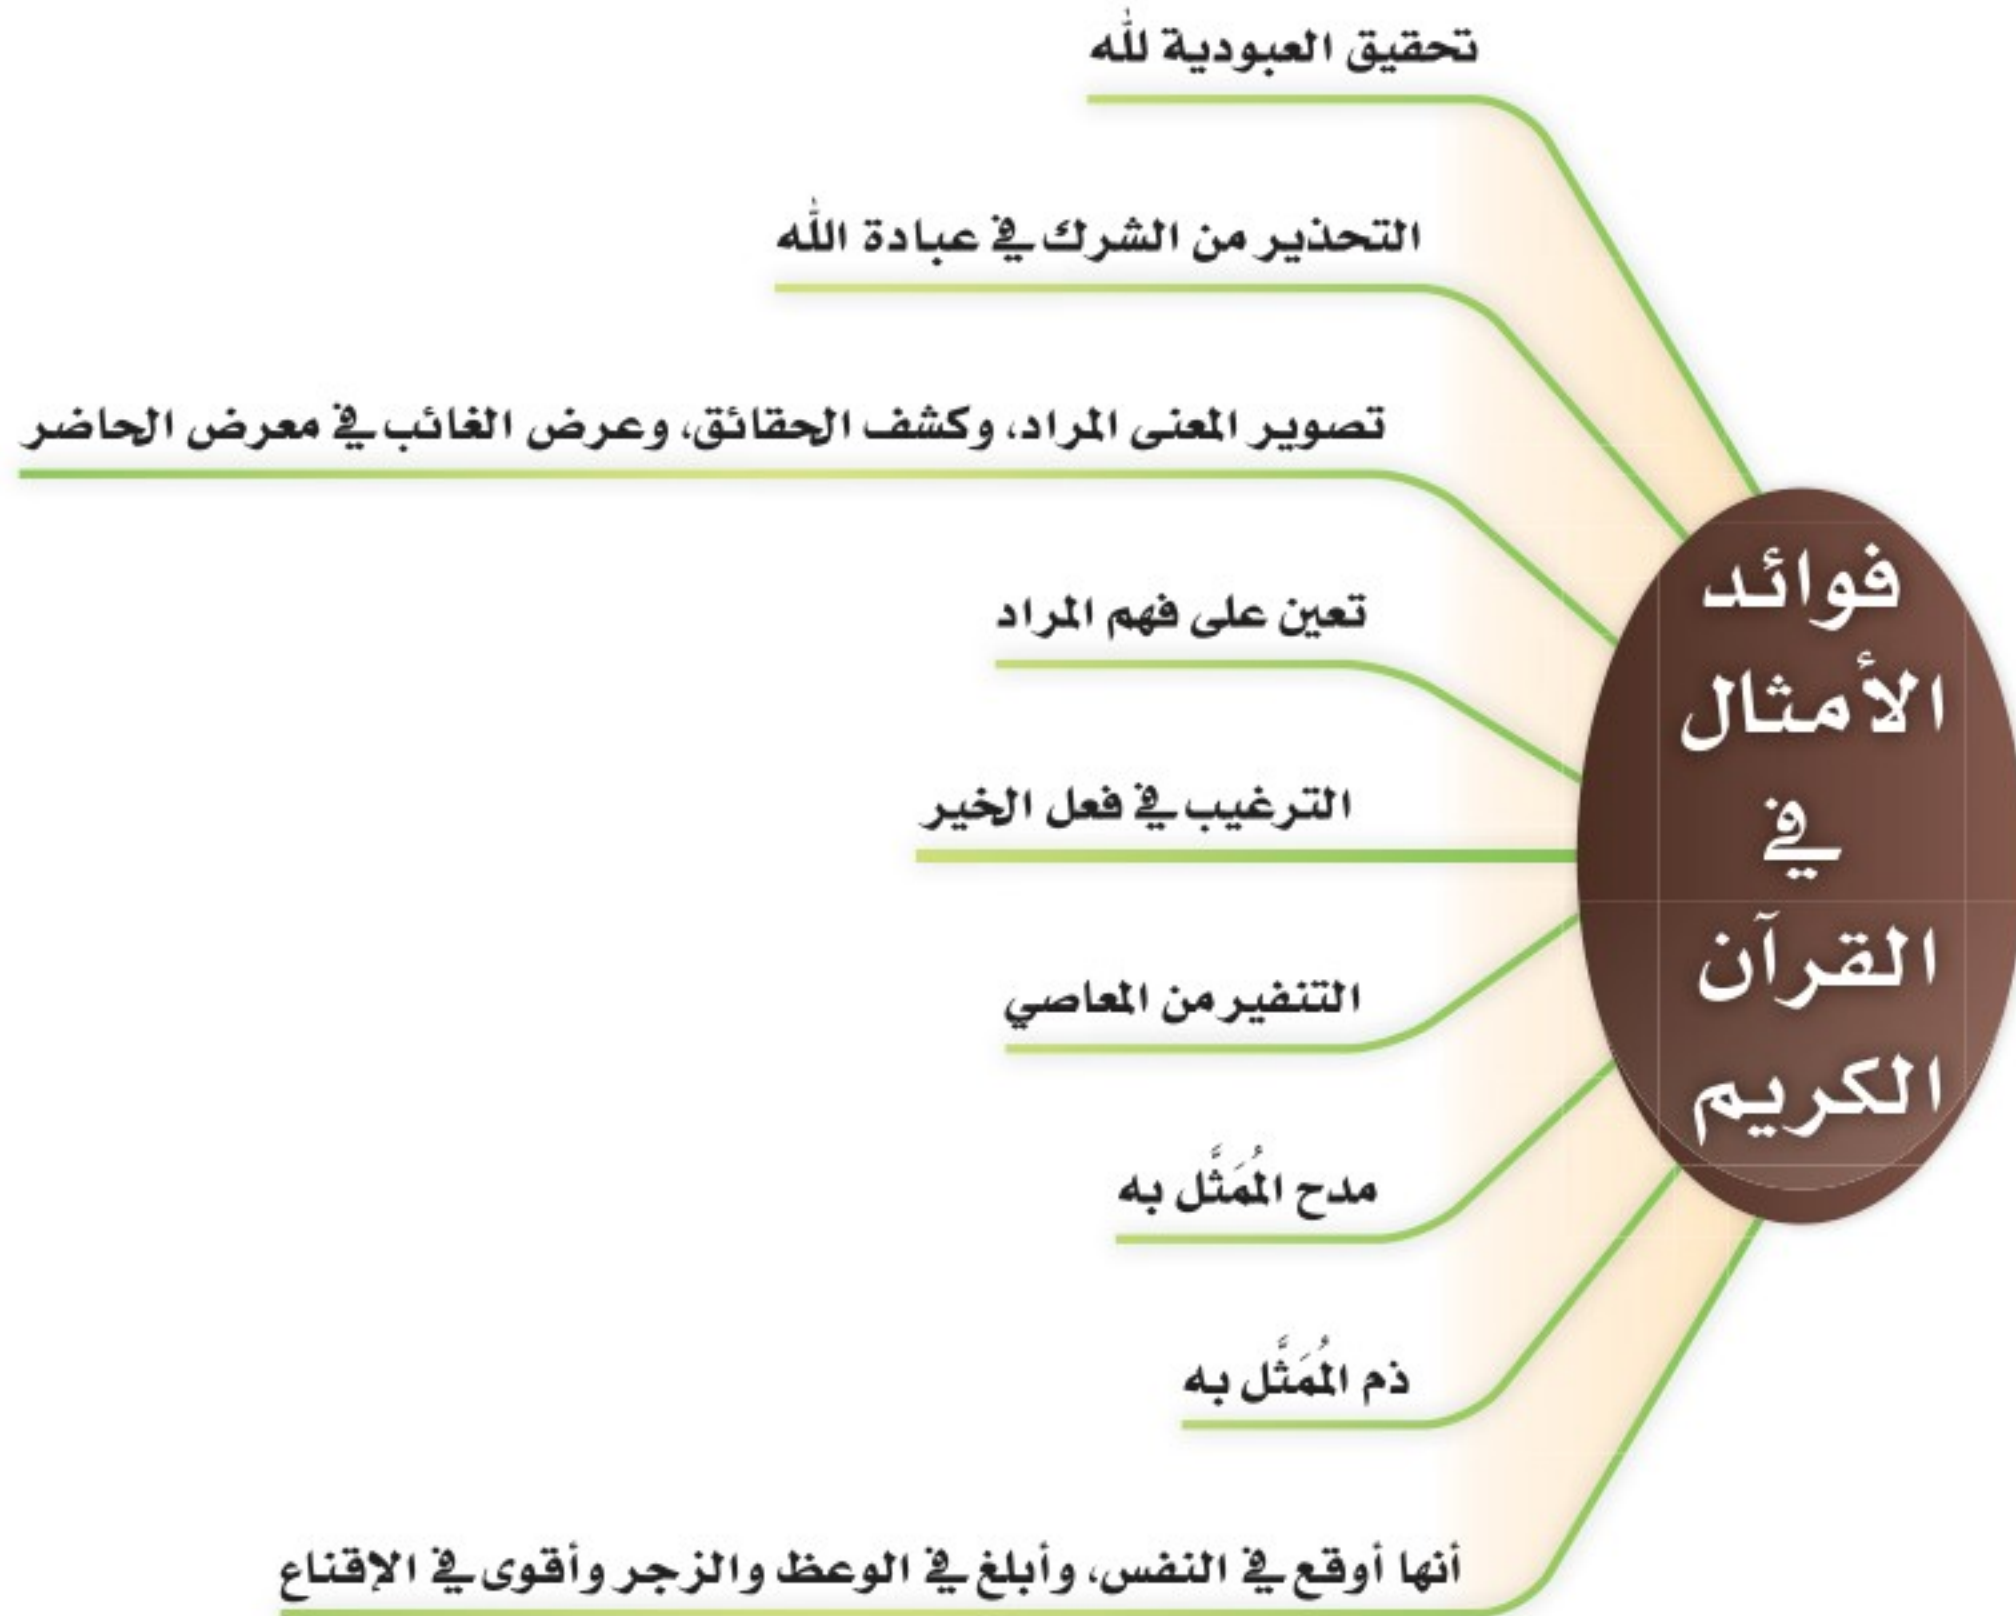 فوائد
الأمثال
في
القرآن
الكريم
تحقيق العبودية لله
التحذير من الشرك في عبادة الله
تصوير المعنى المراد، وكشف الحقائق، وعرض الغائب في معرض الحاضر
تعين على فهم المراد
الترغيب في فعل الخير
التنفير من المعاصي
مدح المُمَثَّل به
ذم المُمَثَّل به
أنها أوقع في النفس، وأبلغ في الوعظ والزجر وأقوى في الإقناع